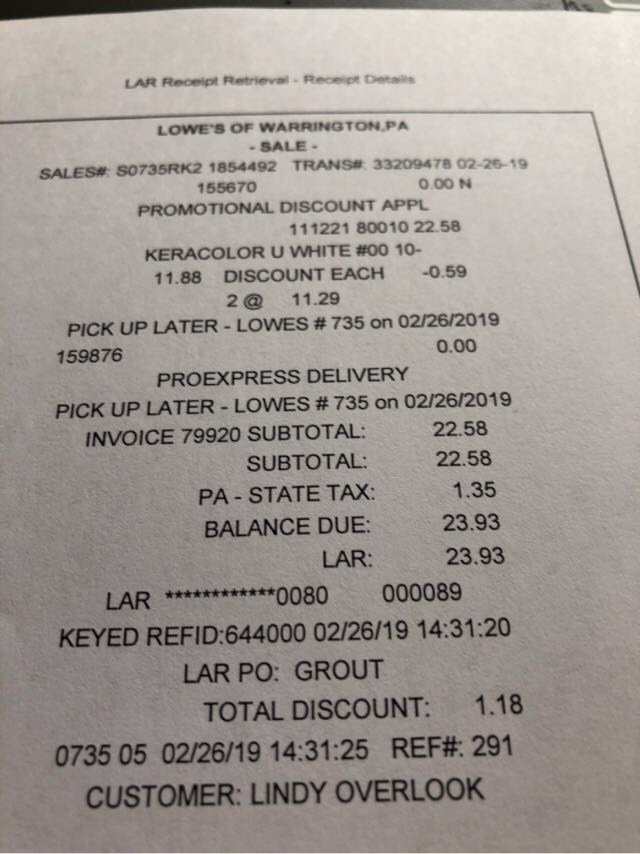 LAR Receipt Retrieval - Receipt Details
LOWE'S OF WARRINGTON,PA
- SALE -
SALES#: S0735RK2 1854492 TRANS#: 33209478 02-26-19
155670 0.00 N
PROMOTIONAL DISCOUNT APPL
111221 80010 22.58
KERACOLOR U WHITE #00 10-
11.88 DISCOUNT EACH -0.59
2 @ 11.29
PICK UP LATER - LOWES # 735 on 02/26/2019
159876 0.00
PROEXPRESS DELIVERY
PICK UP LATER - LOWES # 735 on 02/26/2019
INVOICE 79920 SUBTOTAL: 22.58
SUBTOTAL: 22.58
PA - STATE TAX: 1.35
BALANCE DUE: 23.93
LAR: 23.93
LAR ************0080 000089
KEYED REFID:644000 02/26/19 14:31:20
LAR PO: GROUT
TOTAL DISCOUNT: 1.18
0735 05 02/26/19 14:31:25 REF#: 291
CUSTOMER: LINDY OVERLOOK